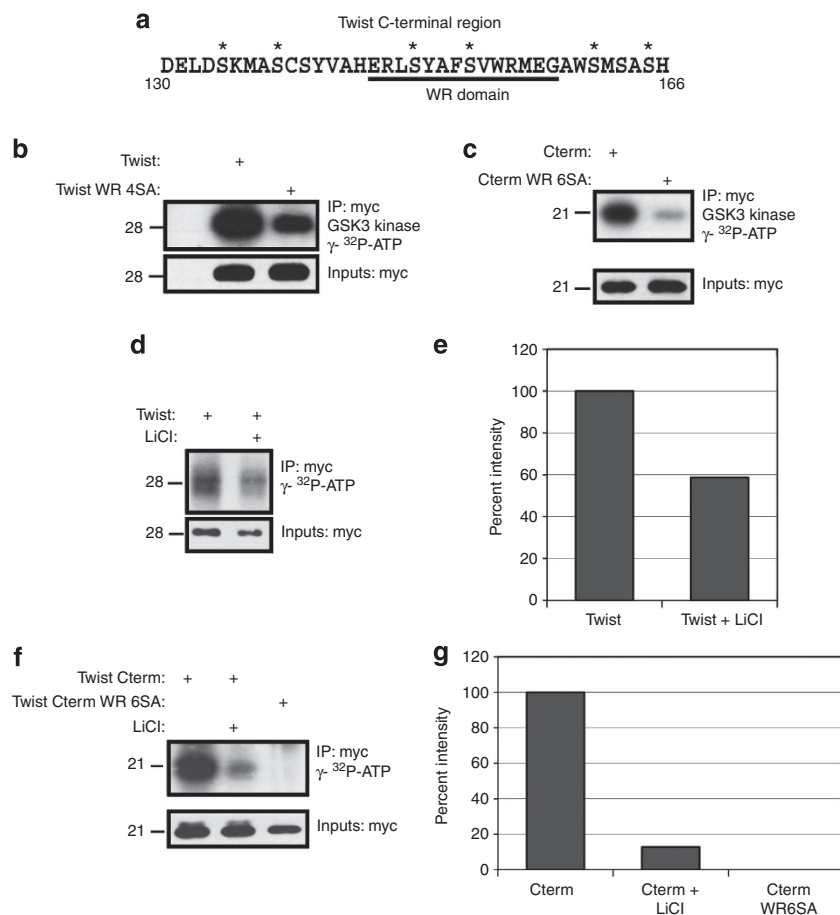 a
Twist C-terminal region
* * * * * *
DELDSKMASCSYVAHERLSYAFSVWRMEGAWSMSASH
130 166
WR domain
b
Twist: +
Twist WR 4SA: +
28
IP: myc
GSK3 kinase
γ- 32P-ATP
28
Inputs: myc
c
Cterm: +
Cterm WR 6SA: +
21
IP: myc
GSK3 kinase
γ- 32P-ATP
21
Inputs: myc
d
Twist: + +
LiCl: +
28
IP: myc
γ- 32P-ATP
28
Inputs: myc
e
Percent intensity
120
100
80
60
40
20
0
Twist Twist + LiCl
f
Twist Cterm: + +
Twist Cterm WR 6SA: +
LiCl: +
21
IP: myc
γ- 32P-ATP
21
Inputs: myc
g
Percent intensity
120
100
80
60
40
20
0
Cterm Cterm + Cterm
LiCl WR6SA